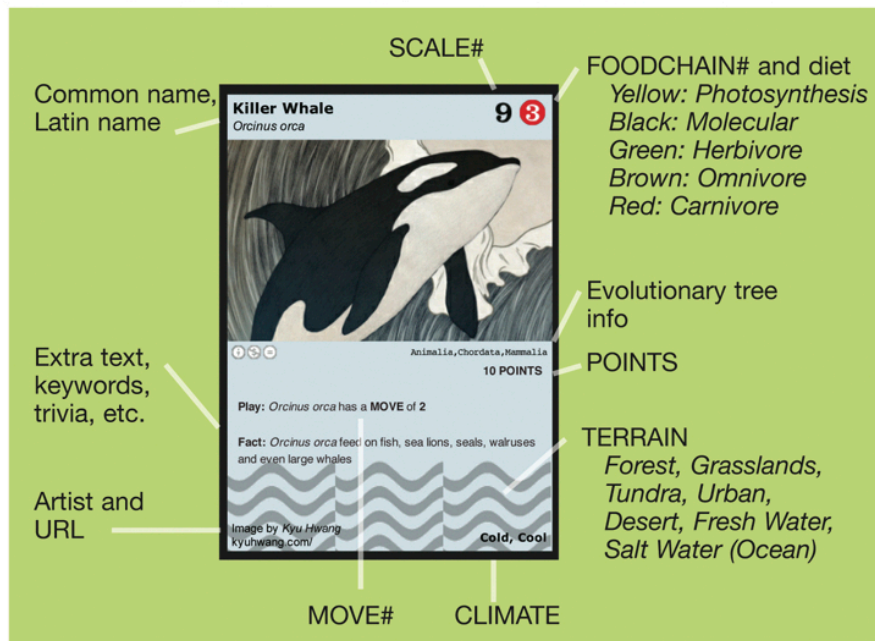 SCALE#
Common name,
Latin name
FOODCHAIN# and diet
Yellow: Photosynthesis
Black: Molecular
Green: Herbivore
Brown: Omnivore
Red: Carnivore
Killer Whale
Orcinus orca
9 3
Evolutionary tree
info
Animalia,Chordata,Mammalia
10 POINTS
POINTS
Extra text,
keywords,
trivia, etc.
Play: Orcinus orca has a MOVE of 2
Fact: Orcinus orca feed on fish, sea lions, seals, walruses
and even large whales
TERRAIN
Forest, Grasslands,
Tundra, Urban,
Desert, Fresh Water,
Salt Water (Ocean)
Artist and
URL
Image by Kyu Hwang
kyuhwang.com/
Cold, Cool
MOVE#
CLIMATE